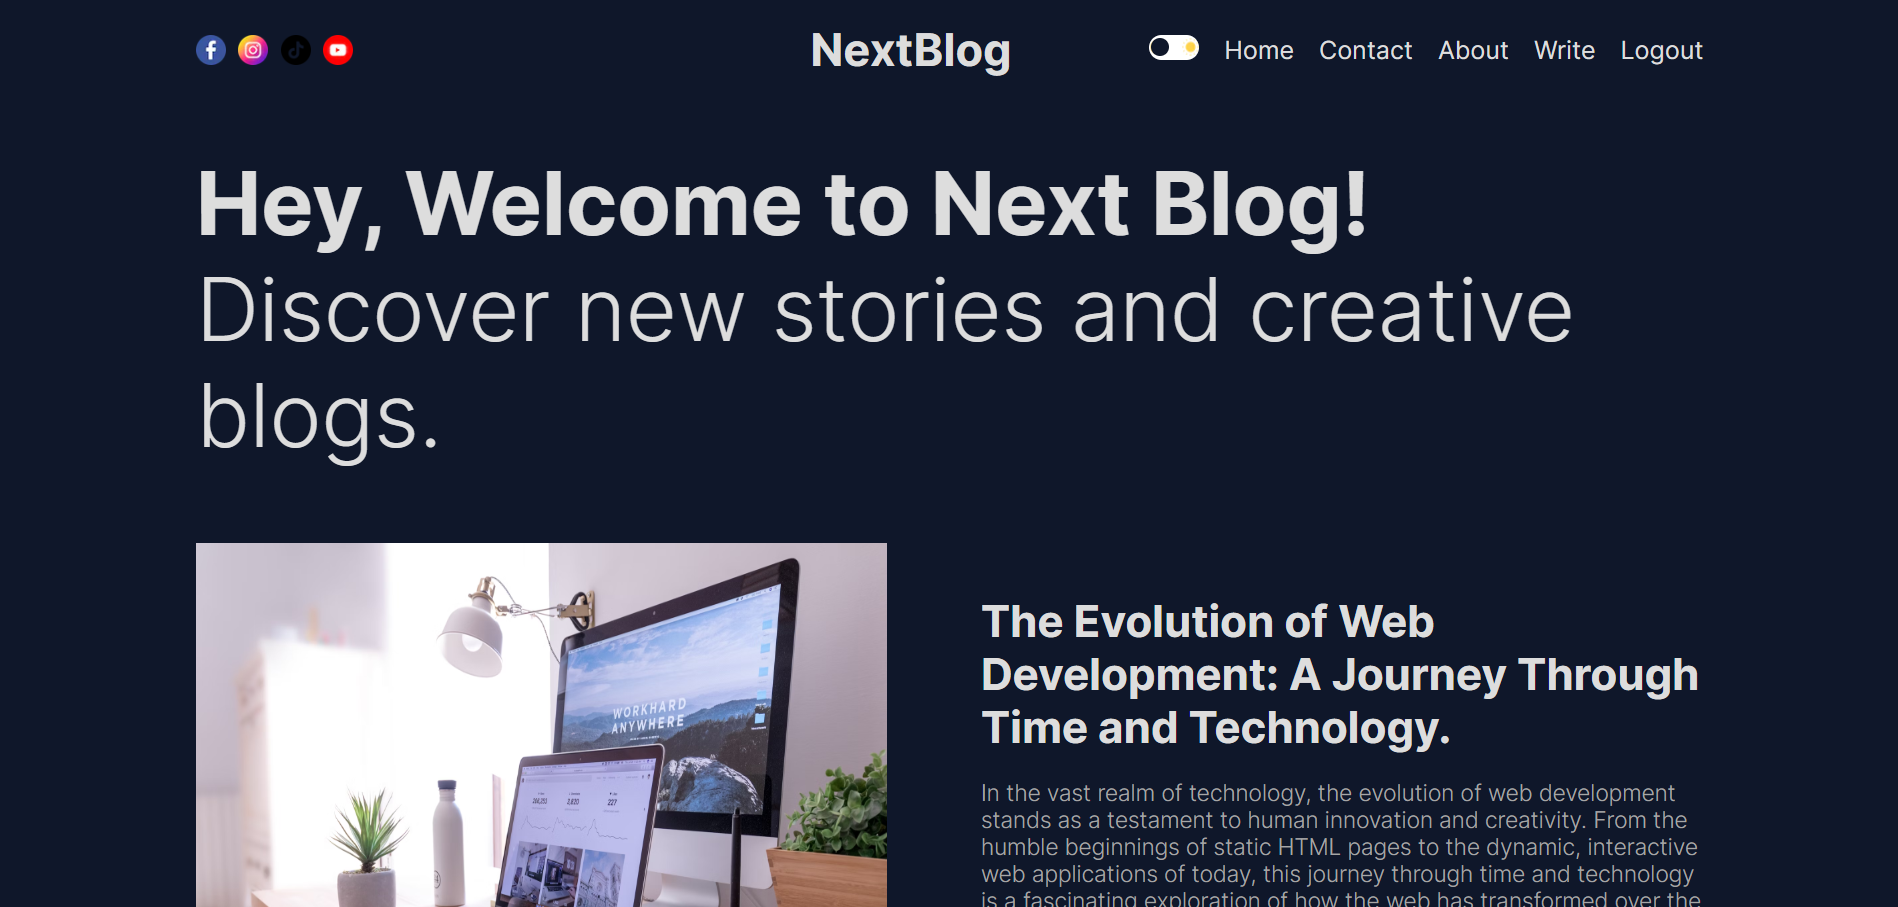 NextBlog
Home Contact About Write Logout
Hey, Welcome to Next Blog!
Discover new stories and creative
blogs.
WORKHARD
ANYWHERE
227
The Evolution of Web
Development: A Journey Through
Time and Technology.
In the vast realm of technology, the evolution of web development
stands as a testament to human innovation and creativity. From the
humble beginnings of static HTML pages to the dynamic, interactive
web applications of today, this journey through time and technology
is a fascinating exploration of how the web has transformed over the